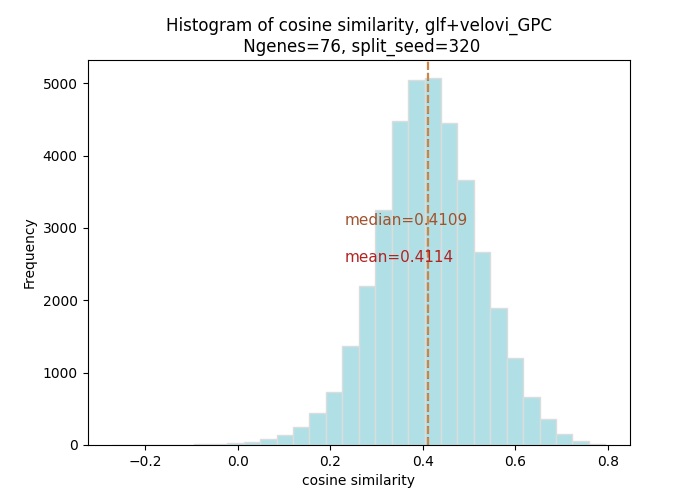 Histogram of cosine similarity, glf+velovi_GPC
Ngenes=76, split_seed=320
Frequency
5000
4000
3000
2000
1000
0
median=0.4109
mean=0.4114
−0.2 0.0 0.2 0.4 0.6 0.8
cosine similarity